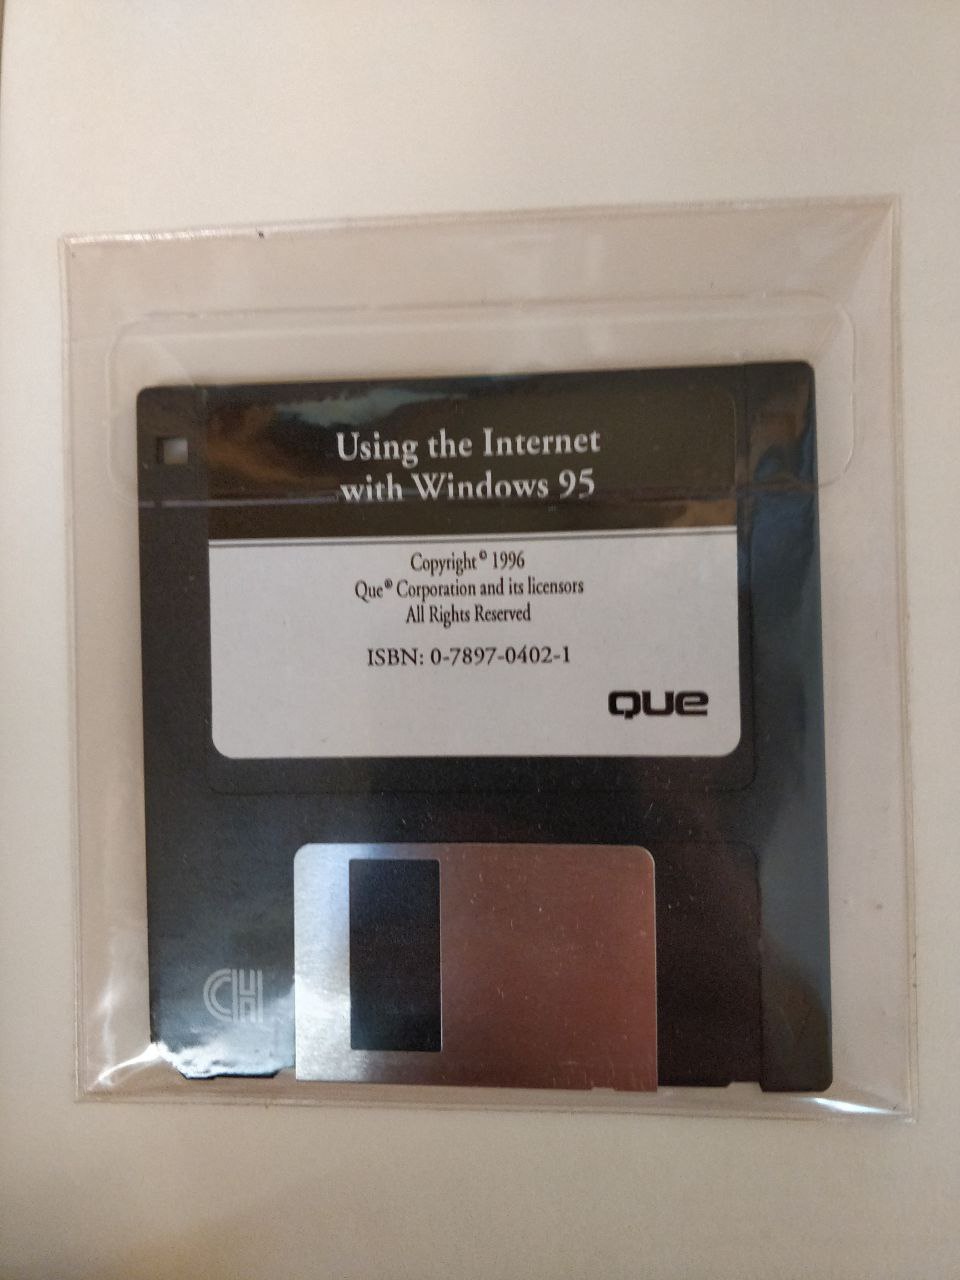 Using the Internet
with Windows 95
Copyright © 1996
Que® Corporation and its licensors
All Rights Reserved
ISBN: 0-7897-0402-1
QUE
CH